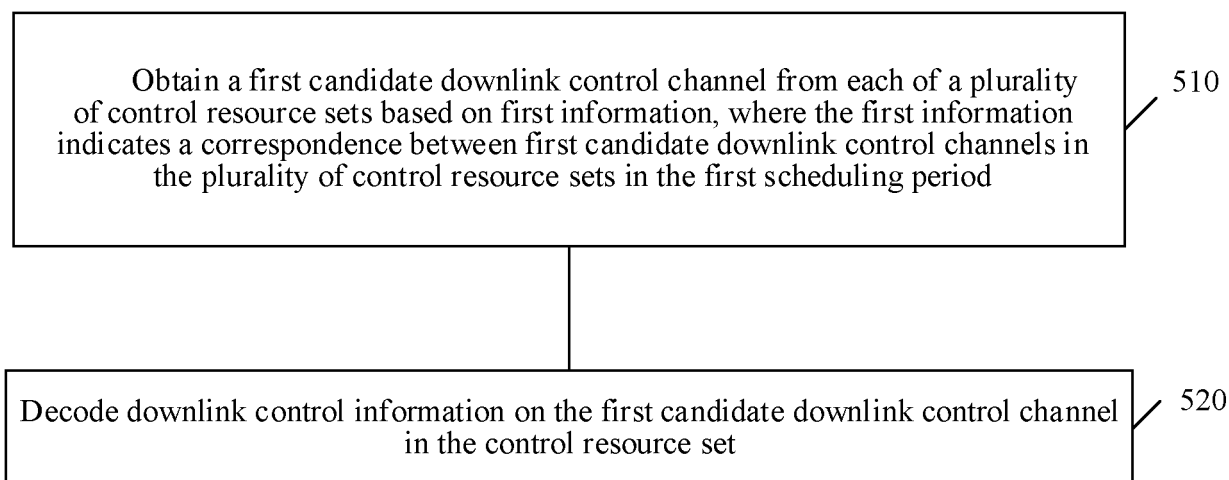 Obtain a first candidate downlink control channel from each of a plurality
of control resource sets based on first information, where the first information
indicates a correspondence between first candidate downlink control channels in
the plurality of control resource sets in the first scheduling period
510
Decode downlink control information on the first candidate downlink control channel
in the control resource set
520